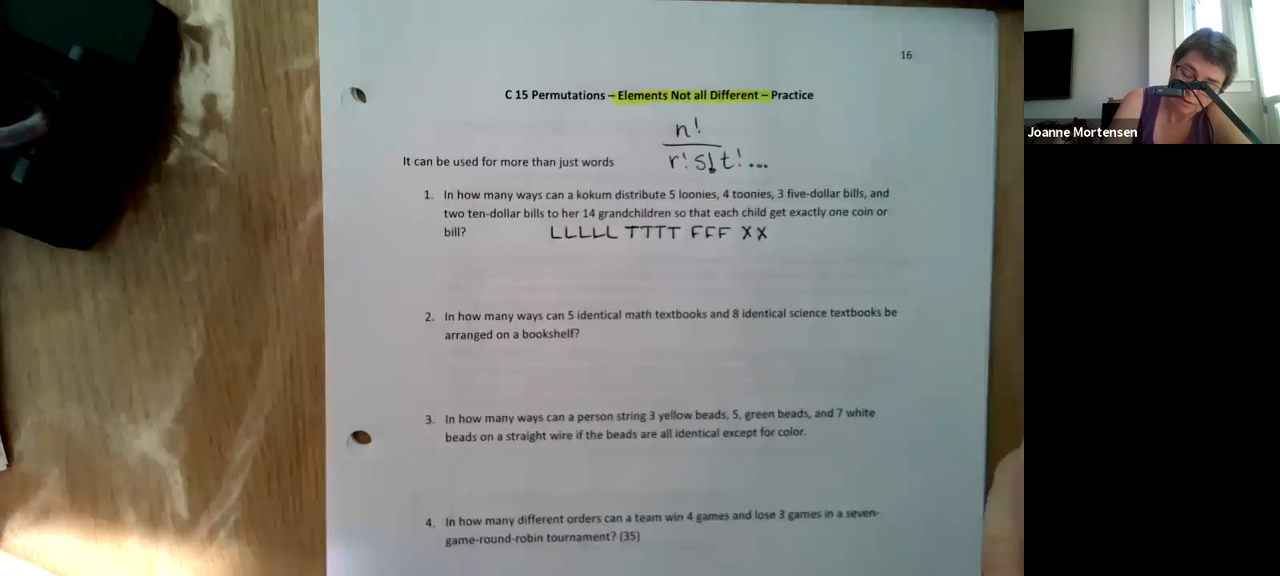 16
C 15 Permutations – Elements Not all Different – Practice
n!
It can be used for more than just words
r! s! t! ...
1. In how many ways can a kokum distribute 5 loonies, 4 toonies, 3 five-dollar bills, and
two ten-dollar bills to her 14 grandchildren so that each child get exactly one coin or
bill?
LLLLL TTTT FFF XX
2. In how many ways can 5 identical math textbooks and 8 identical science textbooks be
arranged on a bookshelf?
3. In how many ways can a person string 3 yellow beads, 5, green beads, and 7 white
beads on a straight wire if the beads are all identical except for color.
4. In how many different orders can a team win 4 games and lose 3 games in a seven-
game-round-robin tournament? (35)
Joanne Mortensen